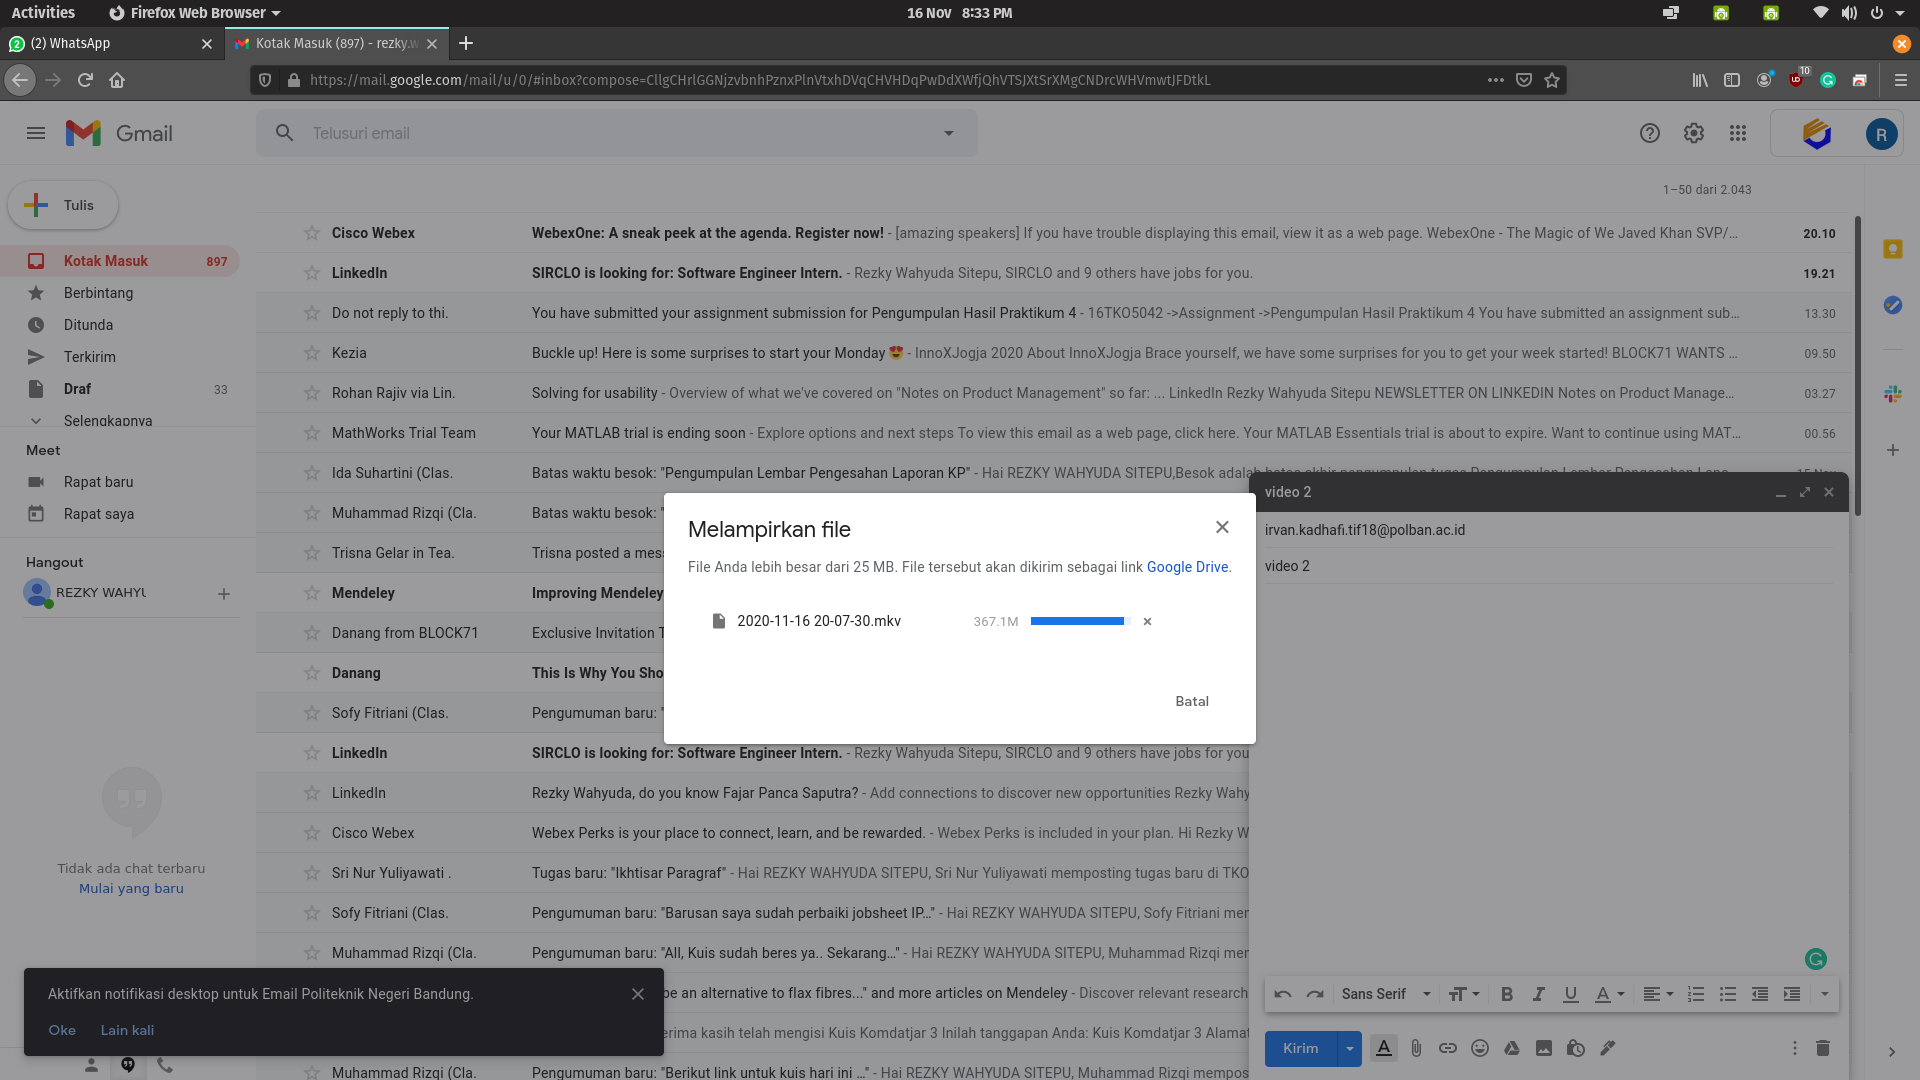 Activities
Firefox Web Browser
16 Nov 8:33 PM
(2) WhatsApp
Kotak Masuk (897) - rezky.w
https://mail.google.com/mail/u/0/#inbox?compose=CllgCHrlGGNjzvbnhPznxPlnVtxhDVqCHVHDqPwDdXWfjQhVTSJXtSrXMgCNDrcWHVmwtJFDtkL
10
Gmail
Telusuri email
R
Tulis
1–50 dari 2.043
Kotak Masuk 897
Berbintang
Ditunda
Terkirim
Draf 33
Selengkapnya
Meet
Rapat baru
Rapat saya
Hangout
REZKY WAHYU
Tidak ada chat terbaru
Mulai yang baru
Cisco Webex WebexOne: A sneak peek at the agenda. Register now! - [amazing speakers] If you have trouble displaying this email, view it as a web page. WebexOne - The Magic of We Javed Khan SVP/… 20.10
LinkedIn SIRCLO is looking for: Software Engineer Intern. - Rezky Wahyuda Sitepu, SIRCLO and 9 others have jobs for you. 19.21
Do not reply to thi. You have submitted your assignment submission for Pengumpulan Hasil Praktikum 4 - 16TKO5042 ->Assignment ->Pengumpulan Hasil Praktikum 4 You have submitted an assignment sub… 13.30
Kezia Buckle up! Here is some surprises to start your Monday 😍 - InnoXJogja 2020 About InnoXJogja Brace yourself, we have some surprises for you to get your week started! BLOCK71 WANTS … 09.50
Rohan Rajiv via Lin. Solving for usability - Overview of what we've covered on "Notes on Product Management" so far: ... LinkedIn Rezky Wahyuda Sitepu NEWSLETTER ON LINKEDIN Notes on Product Manage… 03.27
MathWorks Trial Team Your MATLAB trial is ending soon - Explore options and next steps To view this email as a web page, click here. Your MATLAB Essentials trial is about to expire. Want to continue using MAT… 00.56
Ida Suhartini (Clas. Batas waktu besok: "Pengumpulan Lembar Pengesahan Laporan KP" - Hai REZKY WAHYUDA SITEPU,Besok adalah batas akhir pengumpulan tugas Pengumpulan Lembar Pengesahan Lapo… 15 Nov
Muhammad Rizqi (Cla. Batas waktu besok: "
Trisna Gelar in Tea. Trisna posted a mes
Mendeley Improving Mendeley
Danang from BLOCK71 Exclusive Invitation T
Danang This Is Why You Sho
Sofy Fitriani (Clas. Pengumuman baru: "
LinkedIn SIRCLO is looking for: Software Engineer Intern. - Rezky Wahyuda Sitepu, SIRCLO and 9 others have jobs for you
LinkedIn Rezky Wahyuda, do you know Fajar Panca Saputra? - Add connections to discover new opportunities Rezky Wahy
Cisco Webex Webex Perks is your place to connect, learn, and be rewarded. - Webex Perks is included in your plan. Hi Rezky W
Sri Nur Yuliyawati . Tugas baru: "Ikhtisar Paragraf" - Hai REZKY WAHYUDA SITEPU, Sri Nur Yuliyawati memposting tugas baru di TKO
Sofy Fitriani (Clas. Pengumuman baru: "Barusan saya sudah perbaiki jobsheet IP…" - Hai REZKY WAHYUDA SITEPU, Sofy Fitriani mem
Muhammad Rizqi (Cla. Pengumuman baru: "All, Kuis sudah beres ya.. Sekarang…" - Hai REZKY WAHYUDA SITEPU, Muhammad Rizqi mem
be an alternative to flax fibres..." and more articles on Mendeley - Discover relevant research
erima kasih telah mengisi Kuis Komdatjar 3 Inilah tanggapan Anda: Kuis Komdatjar 3 Alamat
Muhammad Rizqi (Cla. Pengumuman baru: "Berikut link untuk kuis hari ini …" - Hai REZKY WAHYUDA SITEPU, Muhammad Rizqi mempos
Melampirkan file
File Anda lebih besar dari 25 MB. File tersebut akan dikirim sebagai link Google Drive.
2020-11-16 20-07-30.mkv 367.1M
Batal
video 2
irvan.kadhafi.tif18@polban.ac.id
video 2
Sans Serif
Kirim
Aktifkan notifikasi desktop untuk Email Politeknik Negeri Bandung.
Oke Lain kali